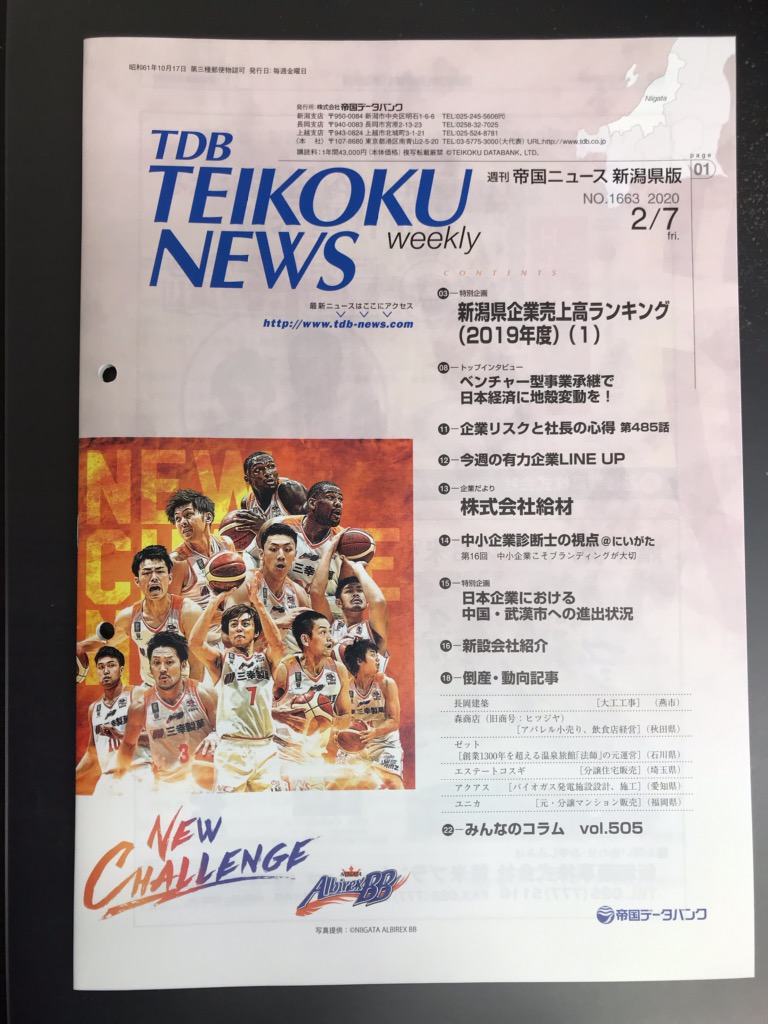 昭和61年10月17日 第三種郵便物認可 発行日: 毎週金曜日
Niigata
発行所: 株式会社 帝国データバンク
新潟支店 〒950-0084 新潟市中央区明石1-6-6 TEL:025-245-5606㈹
長岡支店 〒940-0083 長岡市宮原2-13-23 TEL:0258-32-7025
上越支店 〒943-0824 上越市北城町3-1-21 TEL:025-524-8781
〈本 社〉 〒107-8680 東京都港区南青山2-5-20 TEL:03-5775-3000(大代表) URL:http://www.tdb.co.jp
購読料: 1年間43,000円 (本体価格) 複写転載厳禁 ©TEIKOKU DATABANK, LTD.
page
01
TDB
TEIKOKU
NEWS
weekly
週刊 帝国ニュース 新潟県版
NO.1663 2020
2/7
fri.
最新ニュースはここにアクセス
http://www.tdb-news.com
CONTENTS
03 特別企画
新潟県企業売上高ランキング
(2019年度)(1)
08 トップインタビュー
ベンチャー型事業承継で
日本経済に地殻変動を!
11 企業リスクと社長の心得 第485話
12 今週の有力企業LINE UP
13 企業だより
株式会社給材
14 中小企業診断士の視点@にいがた
第16回 中小企業こそブランディングが大切
15 特別企画
日本企業における
中国・武漢市への進出状況
16 新設会社紹介
18 倒産・動向記事
長岡建築 [大工工事] (燕市)
森商店(旧商号:ヒツジヤ)
[アパレル小売り、飲食店経営] (秋田県)
ゼット
[創業1300年を超える温泉旅館「法師」の元運営] (石川県)
エステートコスギ [分譲住宅販売] (埼玉県)
アクアス [バイオガス発電施設設計、施工] (愛知県)
ユニカ [元・分譲マンション販売] (福岡県)
22 みんなのコラム vol.505
NEW
三幸製菓
7
3
NEW
CHALLENGE
NIIGATA
AlbirexBB
写真提供:©NIIGATA ALBIREX BB
帝国データバンク